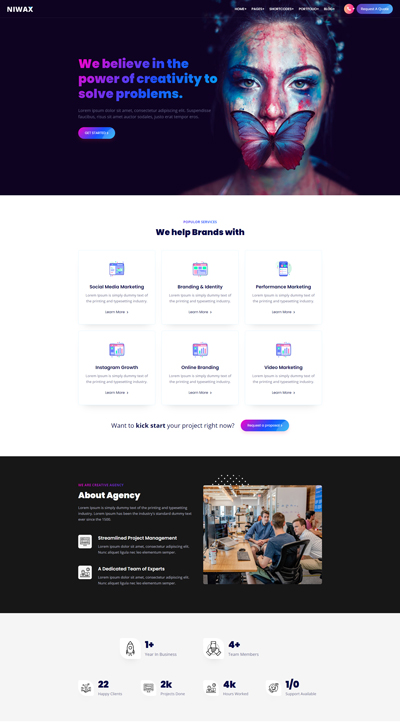 NIWAX
HOME+ PAGES+ SHORTCODES+ PORTFOLIO+ BLOG+ Request A Quote
We believe in the
power of creativity to
solve problems.
Lorem ipsum dolor sit amet, consectetur adipiscing elit. Suspendisse
faucibus, risus sit amet auctor sodales, justo erat tempor eros.
GET STARTED
POPULER SERVICES
We help Brands with
Social Media Marketing
Lorem Ipsum is simply dummy text of
the printing and typesetting industry.
Learn More
Branding & Identity
Lorem Ipsum is simply dummy text of
the printing and typesetting industry.
Learn More
Performance Marketing
Lorem Ipsum is simply dummy text of
the printing and typesetting industry.
Learn More
Instagram Growth
Lorem Ipsum is simply dummy text of
the printing and typesetting industry.
Learn More
Online Branding
Lorem Ipsum is simply dummy text of
the printing and typesetting industry.
Learn More
Video Marketing
Lorem Ipsum is simply dummy text of
the printing and typesetting industry.
Learn More
Want to kick start your project right now? Request a proposal
WE ARE CREATIVE AGENCY
About Agency
Lorem Ipsum is simply dummy text of the printing and typesetting
industry. Lorem Ipsum has been the industry's standard dummy text
ever since the 1500.
Streamlined Project Management
Lorem ipsum dolor sit amet, consectetur adipiscing elit.
Nunc aliquet ligula nec leo elementum semper.
A Dedicated Team of Experts
Lorem ipsum dolor sit amet, consectetur adipiscing elit.
Nunc aliquet ligula nec leo elementum semper.
1+
Year In Business
4+
Team Members
22
Happy Clients
2k
Projects Done
4k
Hours Worked
1/0
Support Available